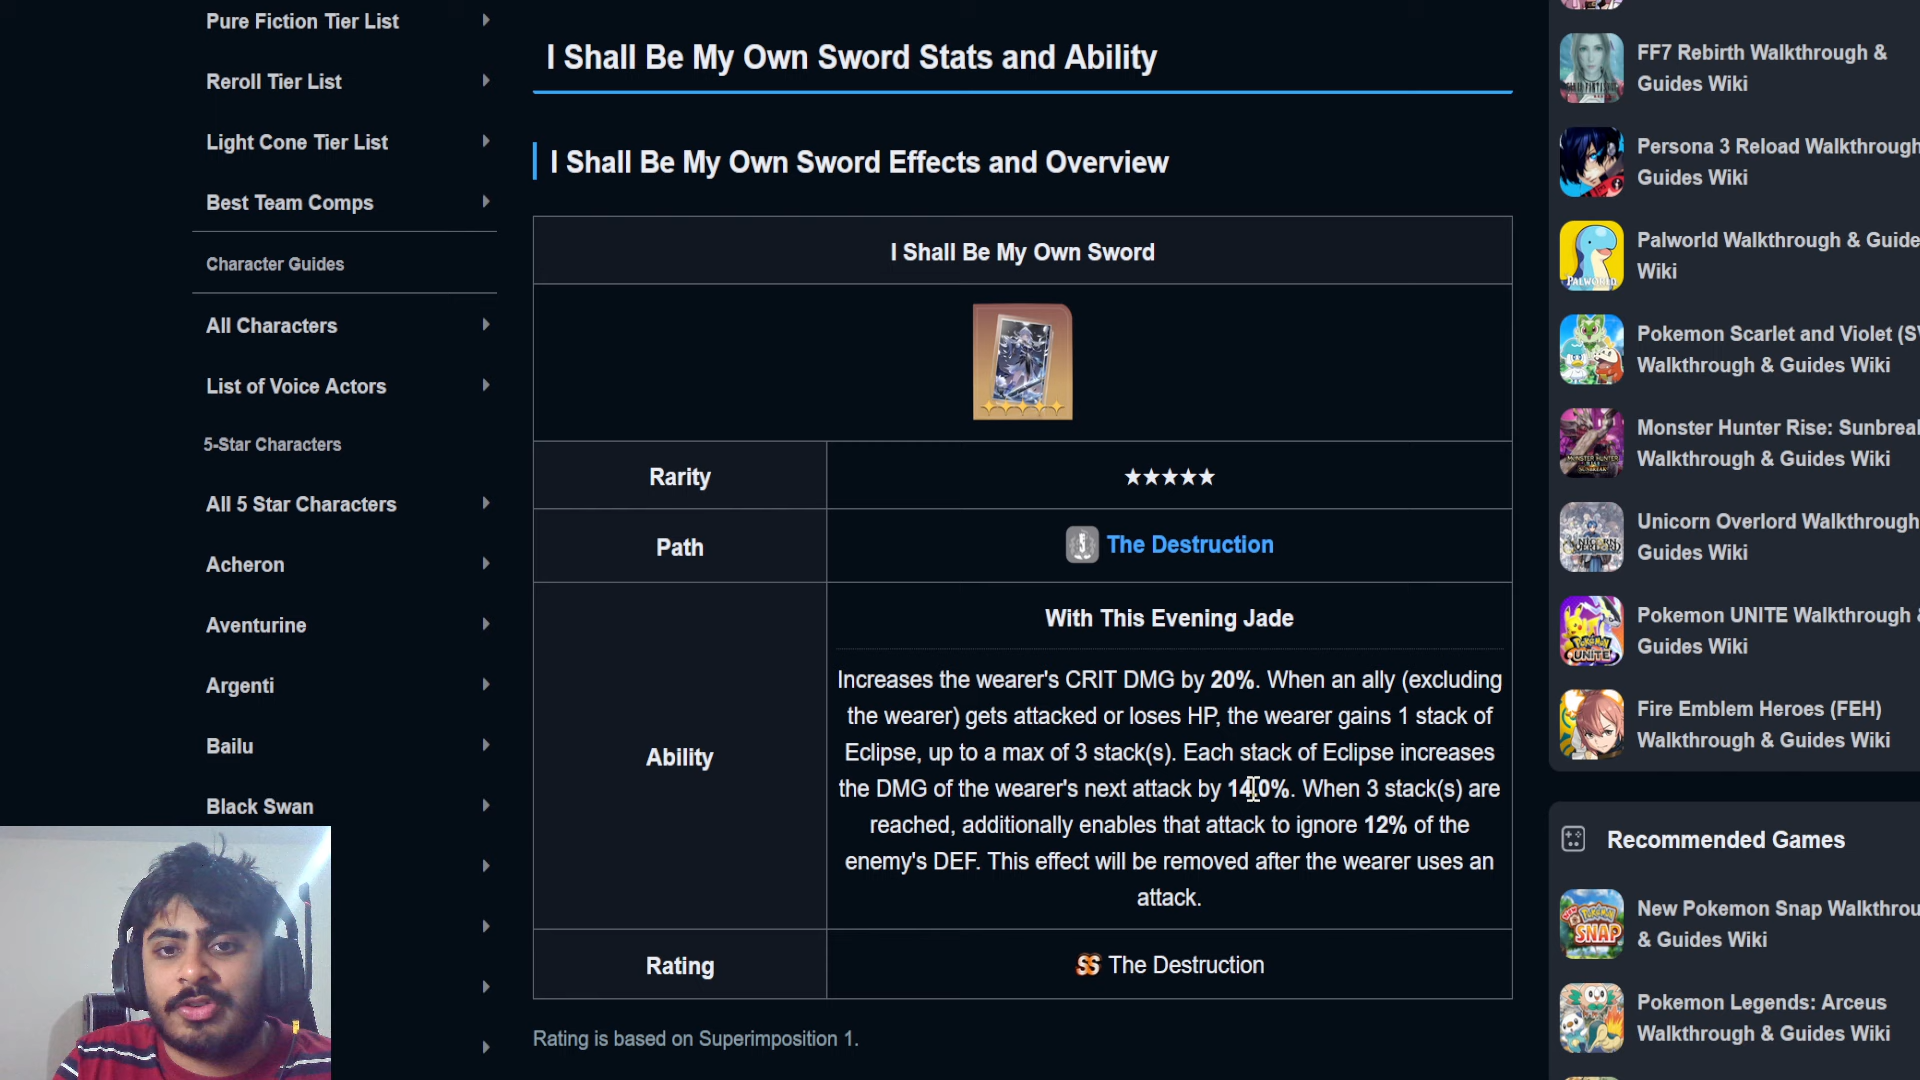 Pure Fiction Tier List
Reroll Tier List
Light Cone Tier List
Best Team Comps
Character Guides
All Characters
List of Voice Actors
5-Star Characters
All 5 Star Characters
Acheron
Aventurine
Argenti
Bailu
Black Swan
I Shall Be My Own Sword Stats and Ability
I Shall Be My Own Sword Effects and Overview
I Shall Be My Own Sword
Rarity
★★★★★
Path
The Destruction
Ability
With This Evening Jade
Increases the wearer's CRIT DMG by 20%. When an ally (excluding
the wearer) gets attacked or loses HP, the wearer gains 1 stack of
Eclipse, up to a max of 3 stack(s). Each stack of Eclipse increases
the DMG of the wearer's next attack by 14.0%. When 3 stack(s) are
reached, additionally enables that attack to ignore 12% of the
enemy's DEF. This effect will be removed after the wearer uses an
attack.
Rating
SS The Destruction
Rating is based on Superimposition 1.
FF7 Rebirth Walkthrough &
Guides Wiki
Persona 3 Reload Walkthrough
Guides Wiki
PALWORLD
Palworld Walkthrough & Guide
Wiki
Pokemon Scarlet and Violet (S
Walkthrough & Guides Wiki
Monster Hunter Rise: Sunbreak
Walkthrough & Guides Wiki
Unicorn Overlord Walkthrough
Guides Wiki
UNITE
Pokemon UNITE Walkthrough &
Guides Wiki
Fire Emblem Heroes (FEH)
Walkthrough & Guides Wiki
Recommended Games
SNAP
New Pokemon Snap Walkthrou
& Guides Wiki
Pokemon Legends: Arceus
Walkthrough & Guides Wiki